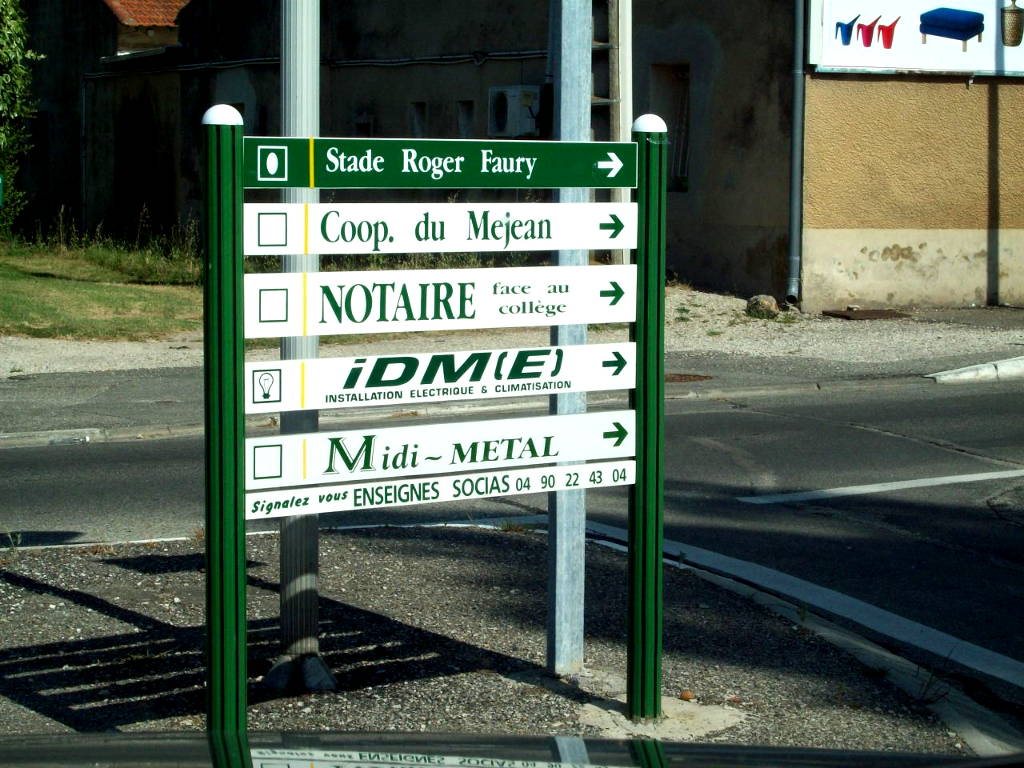 Stade Roger Faury
Coop. du Mejean
NOTAIRE face au
collège
iDM(E)
INSTALLATION ELECTRIQUE & CLIMATISATION
Midi ~ METAL
Signalez vous ENSEIGNES SOCIAS 04 90 22 43 04